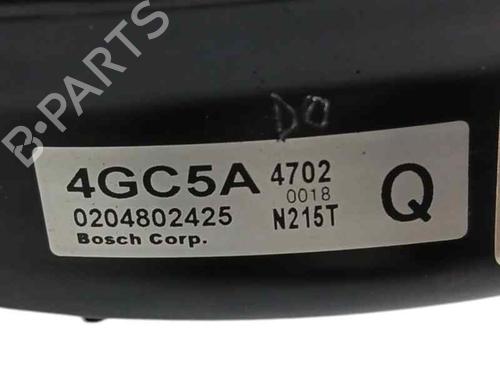 B-PARTS
DO
4GC5A 4702
0018
0204802425 N215T
Bosch Corp.
Q